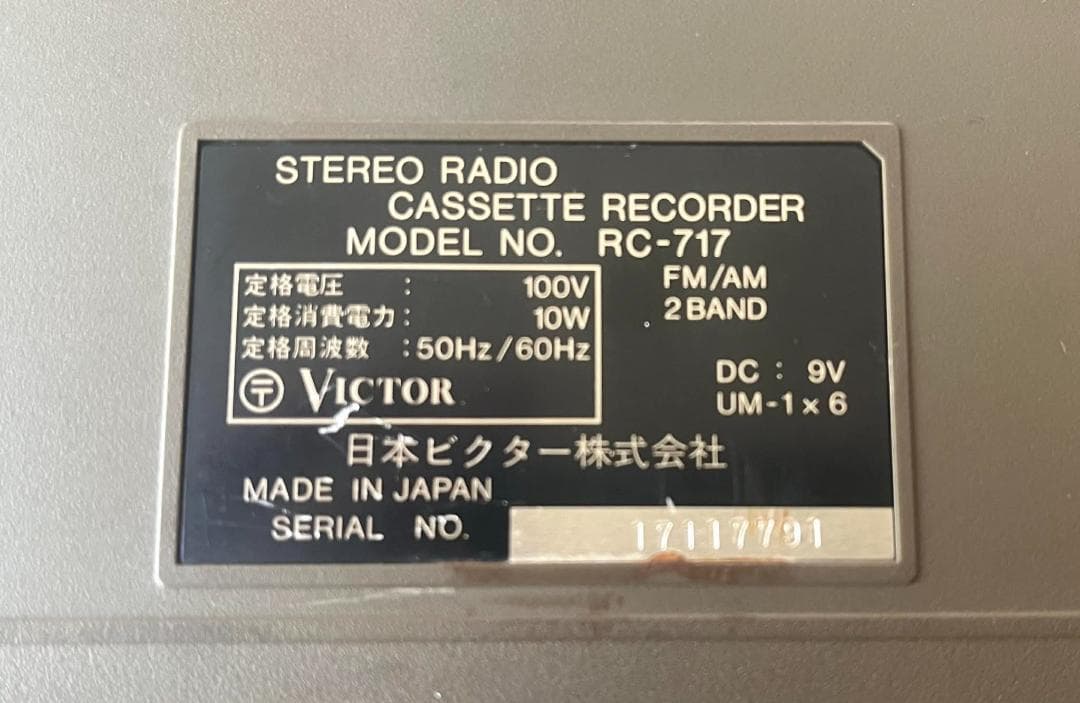 STEREO RADIO
CASSETTE RECORDER
MODEL NO. RC-717
定格電圧 : 100V
定格消費電力 : 10W
定格周波数 : 50Hz/60Hz
〒 VICTOR
FM/AM
2 BAND
DC : 9V
UM-1×6
日本ビクター株式会社
MADE IN JAPAN
SERIAL NO. 17117791